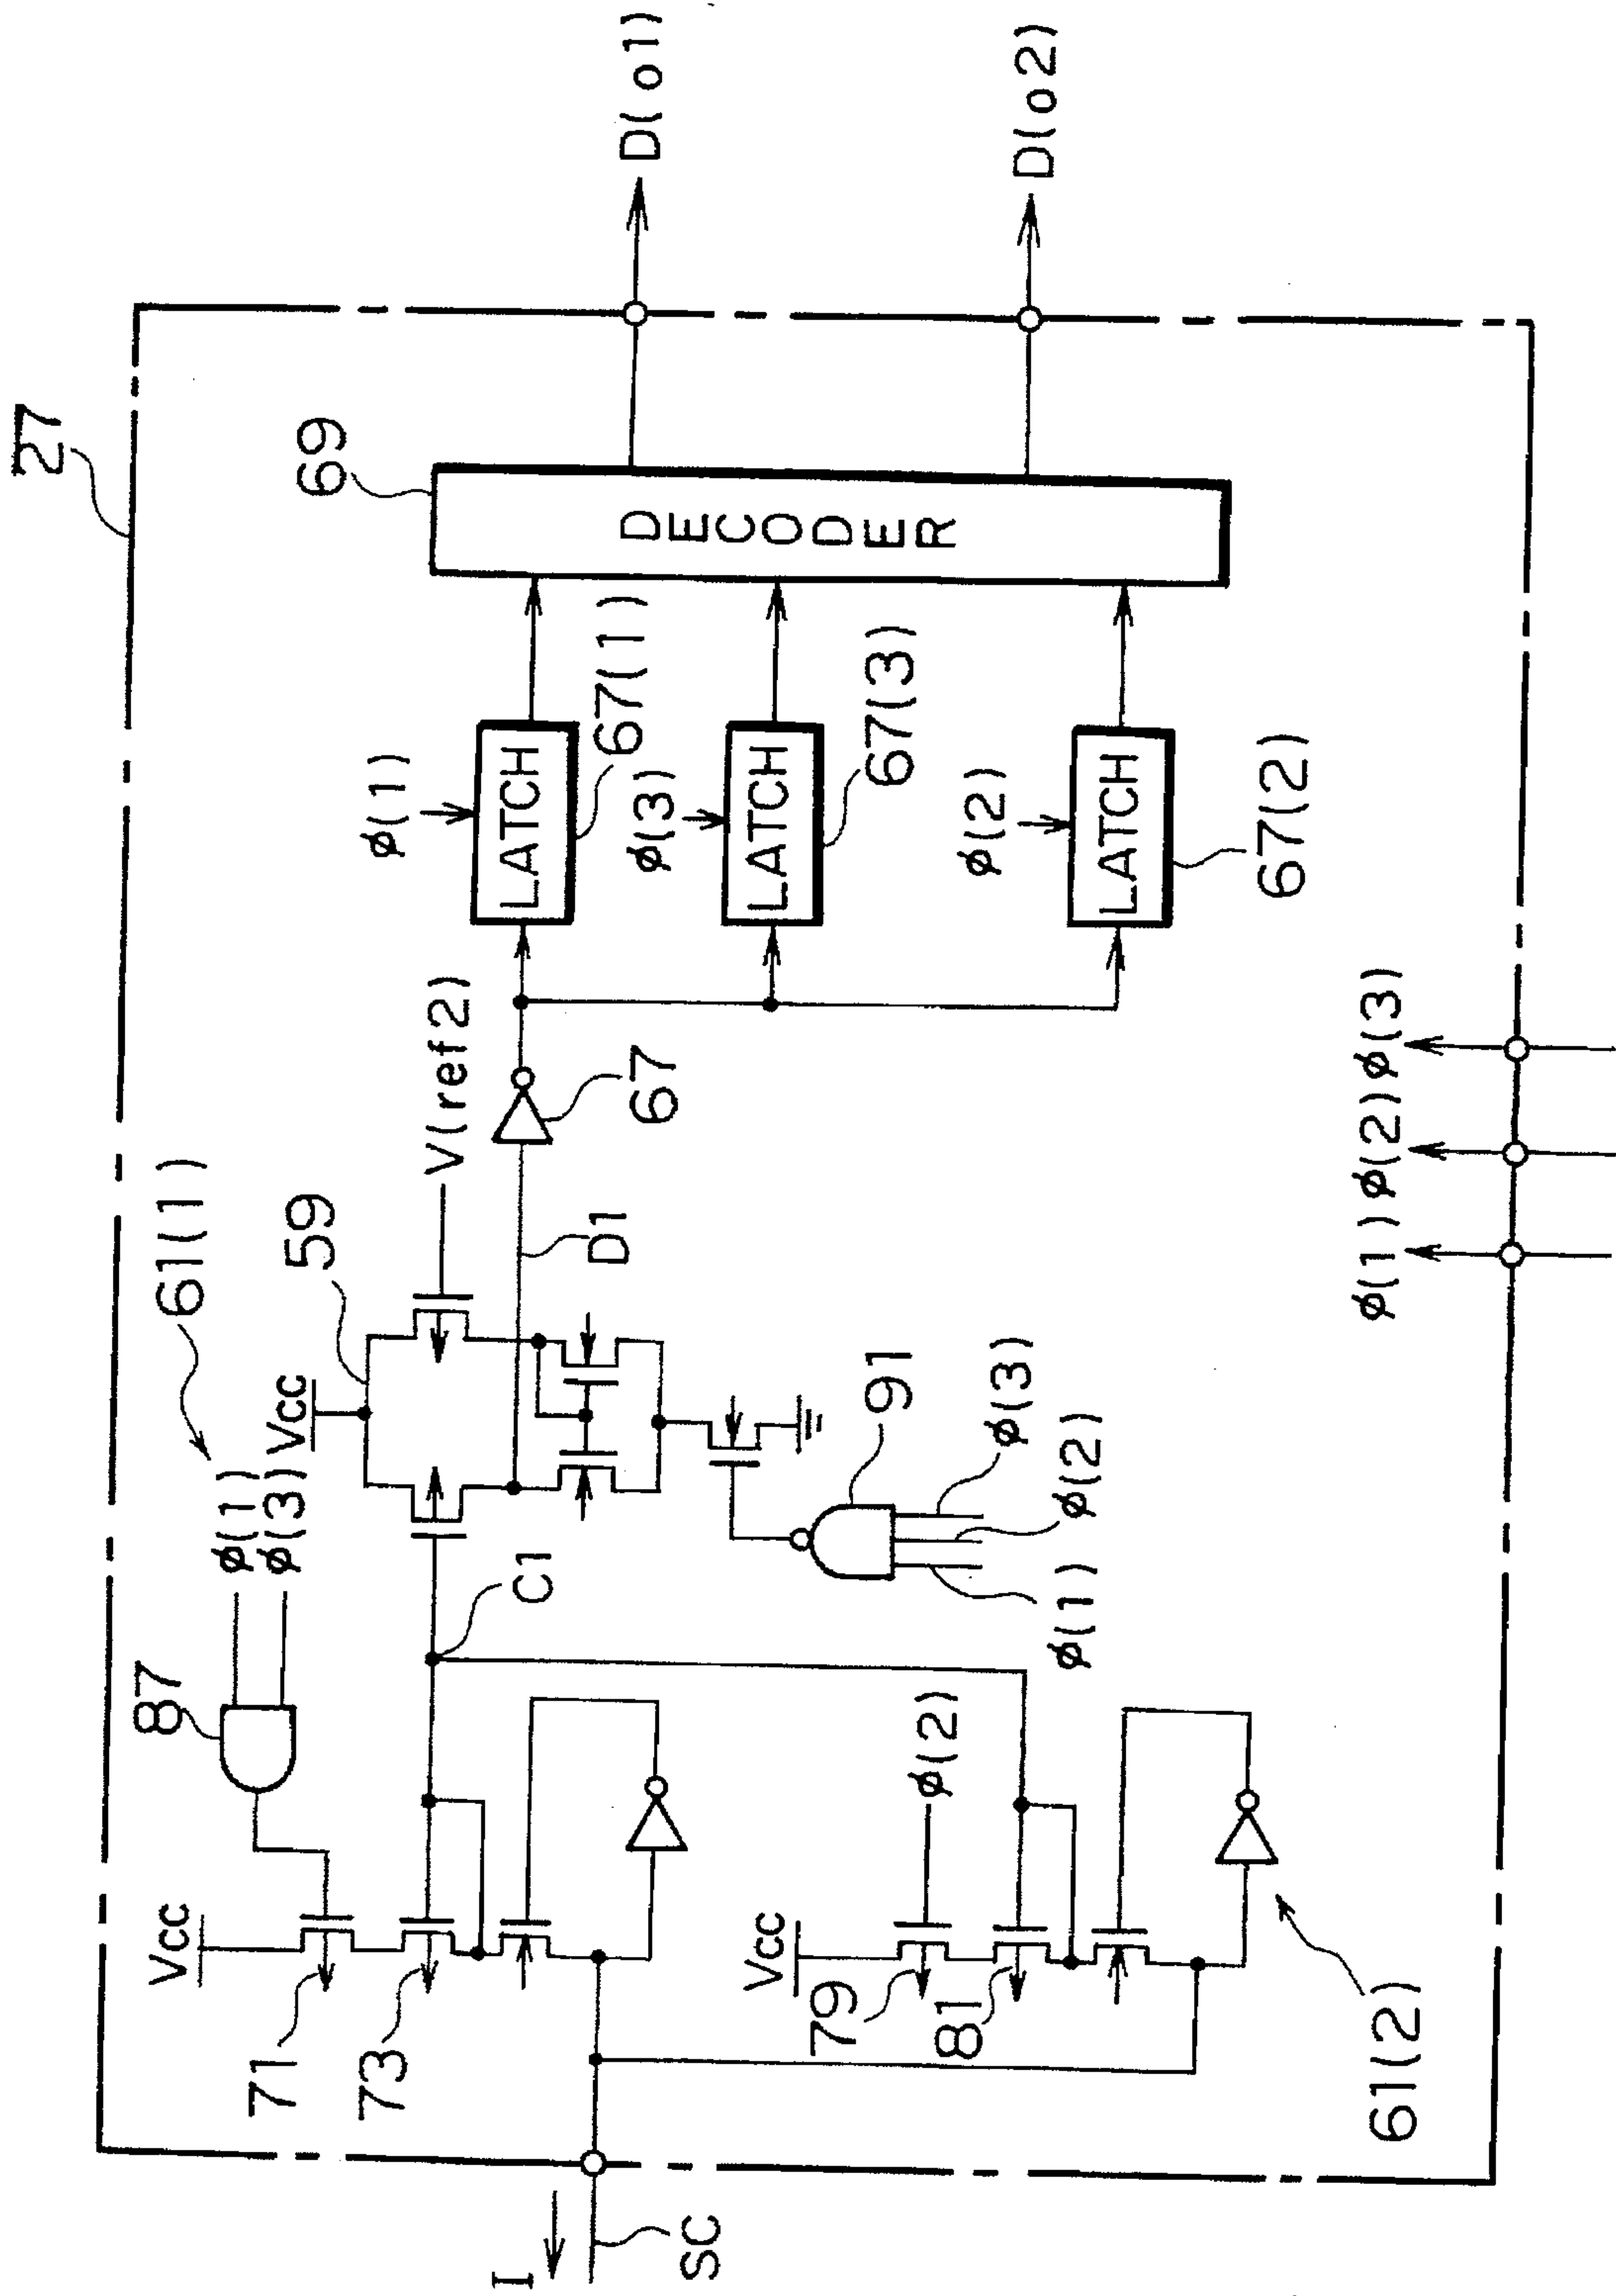 27
61(1)
87
ϕ(1)
ϕ(3)
Vcc
59
V(ref2)
69
71
Vcc
73
C1
D1
67
ϕ(1)
LATCH
67(1)
ϕ(3)
LATCH
67(3)
ϕ(2)
LATCH
67(2)
DECODER
D(o1)
D(o2)
I
SC
Vcc
79
81
ϕ(2)
61(2)
91
ϕ(1)
ϕ(2)
ϕ(3)
ϕ(1)
ϕ(2)
ϕ(3)